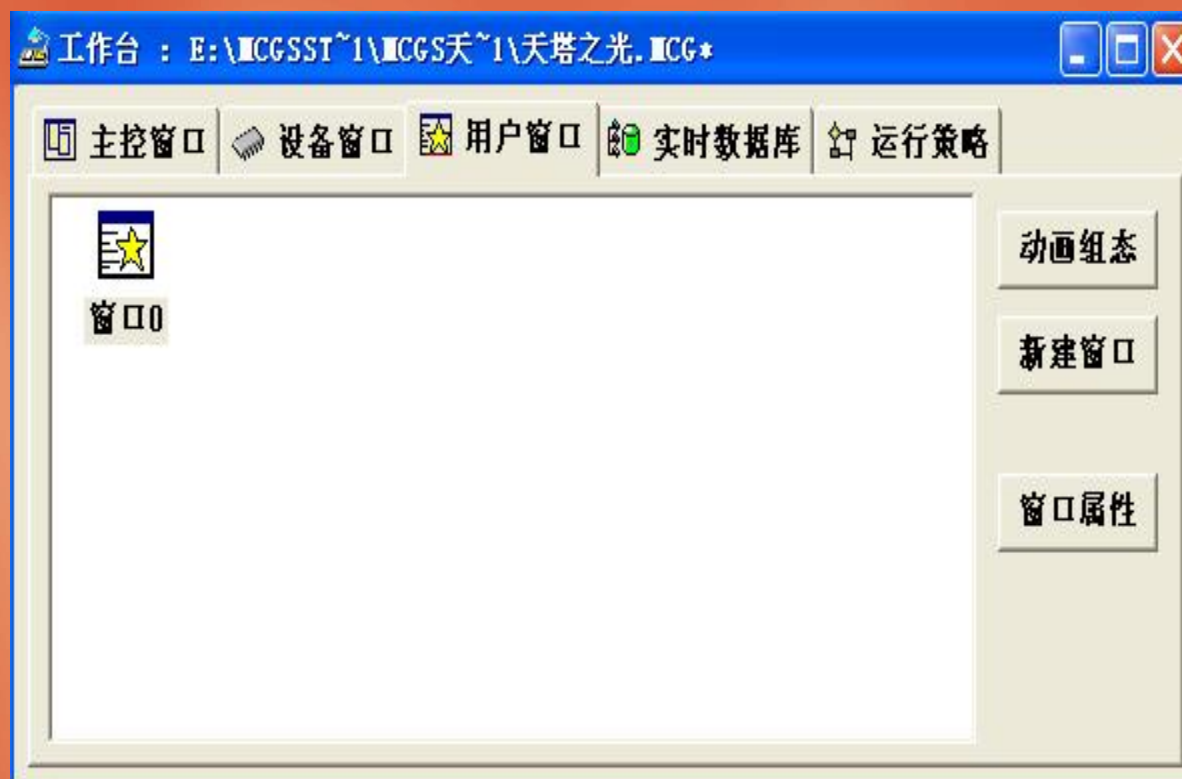 工作台 : E:\MCGSST~1\MCGS天~1\天塔之光.MCG*
主控窗口 设备窗口 用户窗口 实时数据库 运行策略
窗口0
动画组态
新建窗口
窗口属性